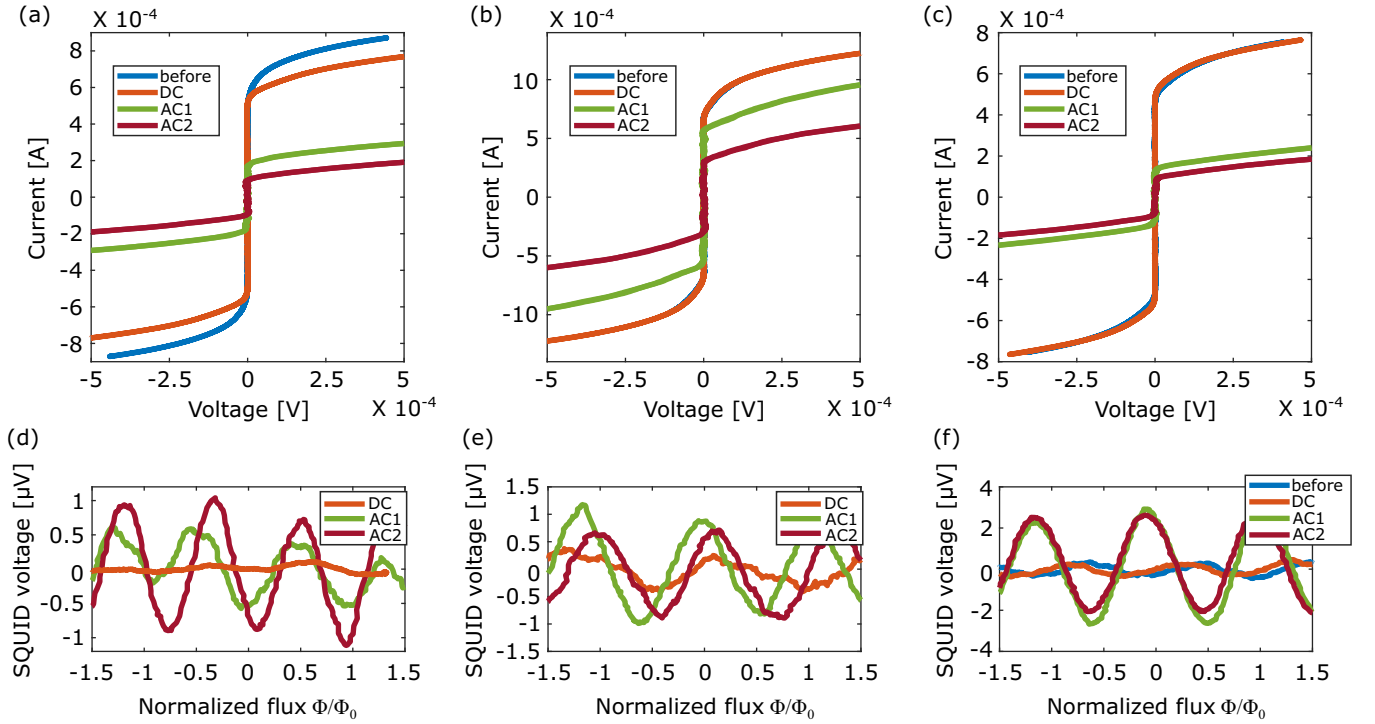 (a)
X 10⁻⁴
8
6
4
2
0
-2
-4
-6
-8
Current [A]
before
DC
AC1
AC2
-5
-2.5
0
2.5
5
Voltage [V]
X 10⁻⁴
(b)
X 10⁻⁴
10
5
0
-5
-10
Current [A]
before
DC
AC1
AC2
-5
-2.5
0
2.5
5
Voltage [V]
X 10⁻⁴
(c)
X 10⁻⁴
8
6
4
2
0
-2
-4
-6
-8
Current [A]
before
DC
AC1
AC2
-5
-2.5
0
2.5
5
Voltage [V]
X 10⁻⁴
(d)
SQUID voltage [µV]
1
0.5
0
-0.5
-1
DC
AC1
AC2
-1.5
-1
-0.5
0
0.5
1
1.5
Normalized flux Φ/Φ₀
(e)
SQUID voltage [µV]
1.5
1
0.5
0
-0.5
-1
-1.5
DC
AC1
AC2
-1.5
-1
-0.5
0
0.5
1
1.5
Normalized flux Φ/Φ₀
(f)
SQUID voltage [µV]
4
2
0
-2
-4
before
DC
AC1
AC2
-1.5
-1
-0.5
0
0.5
1
1.5
Normalized flux Φ/Φ₀